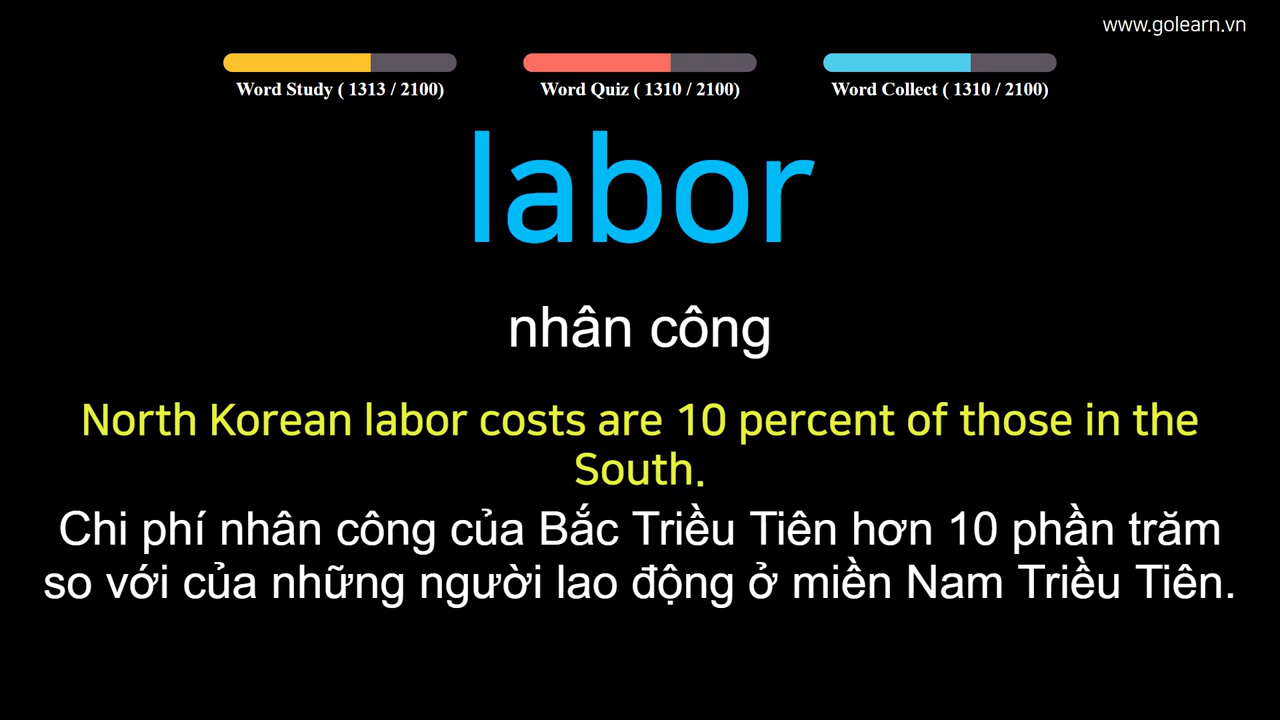 www.golearn.vn
Word Study ( 1313 / 2100) Word Quiz ( 1310 / 2100) Word Collect ( 1310 / 2100)
labor
nhân công
North Korean labor costs are 10 percent of those in the
South.
Chi phí nhân công của Bắc Triều Tiên hơn 10 phần trăm
so với của những người lao động ở miền Nam Triều Tiên.